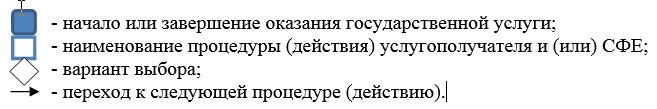 - начало или завершение оказания государственной услуги;
- наименование процедуры (действия) услугополучателя и (или) СФЕ;
- вариант выбора;
- переход к следующей процедуре (действию).